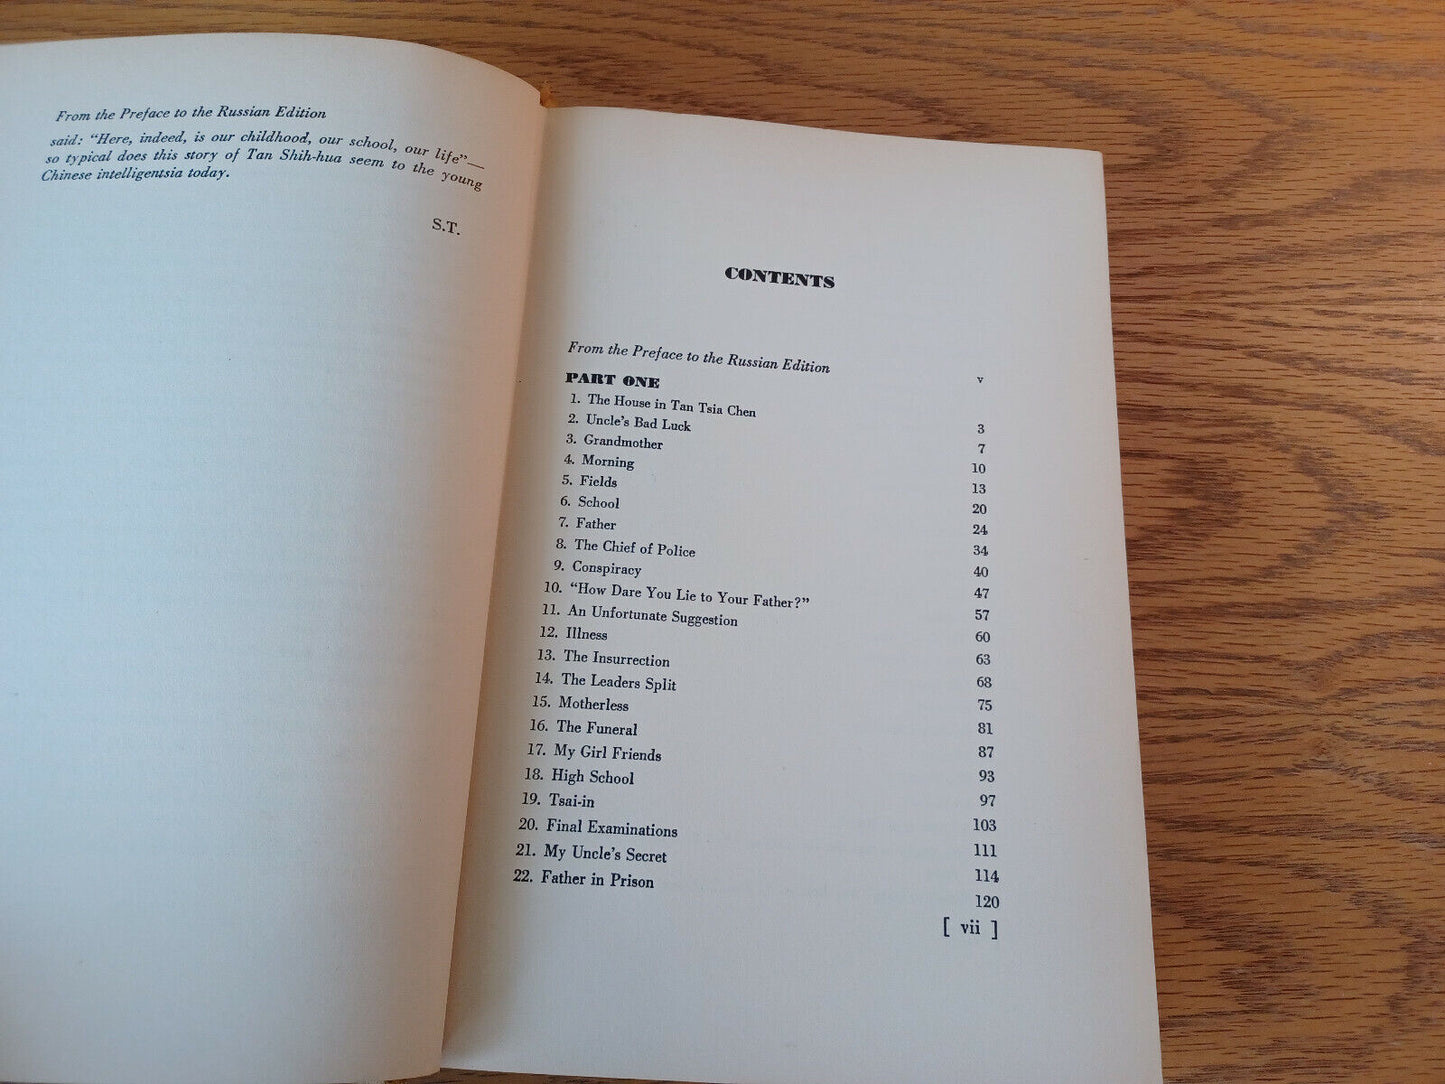 From the Preface to the Russian Edition
said: "Here, indeed, is our childhood, our school, our life"—
so typical does this story of Tan Shih-hua seem to the young
Chinese intelligentsia today.
S.T.
CONTENTS
From the Preface to the Russian Edition v
PART ONE
1. The House in Tan Tsia Chen 3
2. Uncle's Bad Luck 7
3. Grandmother 10
4. Morning 13
5. Fields 20
6. School 24
7. Father 34
8. The Chief of Police 40
9. Conspiracy 47
10. "How Dare You Lie to Your Father?" 57
11. An Unfortunate Suggestion 60
12. Illness 63
13. The Insurrection 68
14. The Leaders Split 75
15. Motherless 81
16. The Funeral 87
17. My Girl Friends 93
18. High School 97
19. Tsai-in 103
20. Final Examinations 111
21. My Uncle's Secret 114
22. Father in Prison 120
[ vii ]